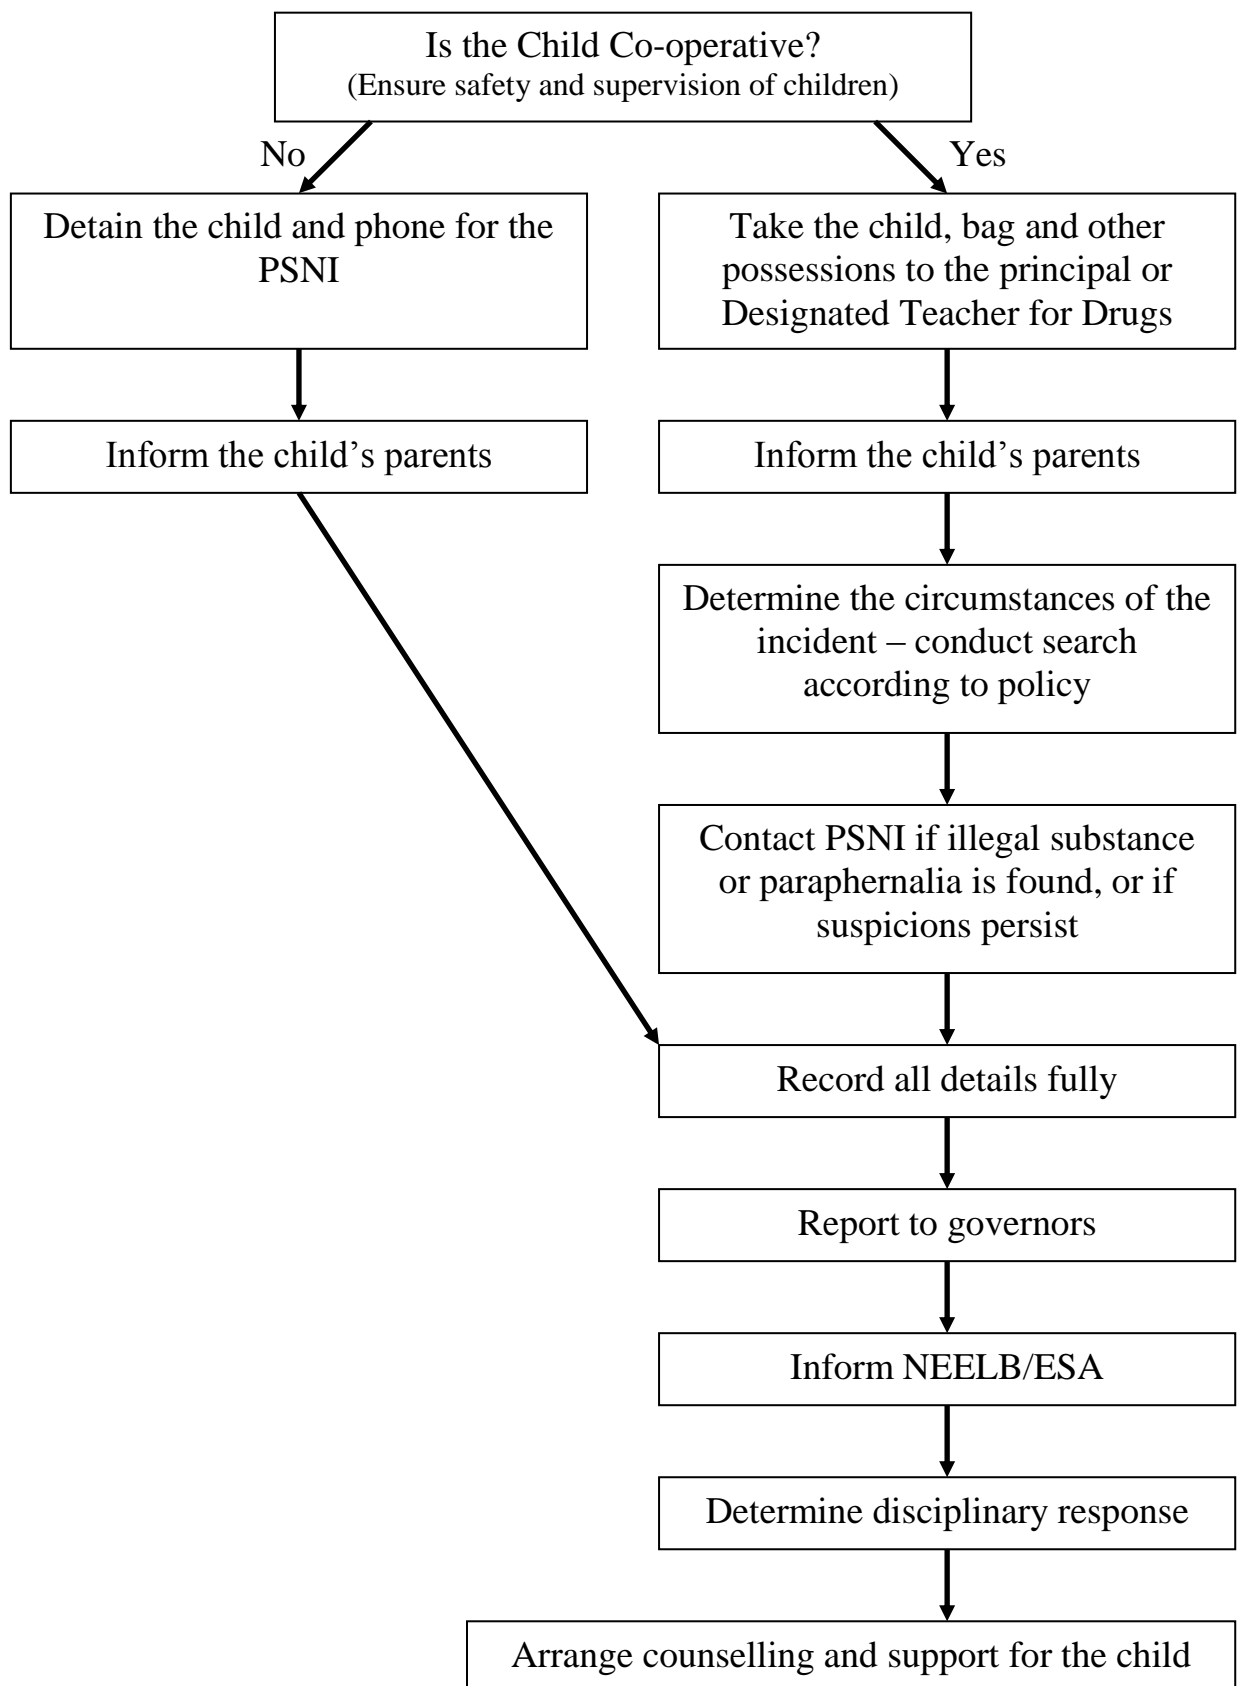 Is the Child Co-operative?
(Ensure safety and supervision of children)
No
Yes
Detain the child and phone for the
PSNI
Take the child, bag and other
possessions to the principal or
Designated Teacher for Drugs
Inform the child’s parents
Inform the child’s parents
Determine the circumstances of the
incident – conduct search
according to policy
Contact PSNI if illegal substance
or paraphernalia is found, or if
suspicions persist
Record all details fully
Report to governors
Inform NEELB/ESA
Determine disciplinary response
Arrange counselling and support for the child